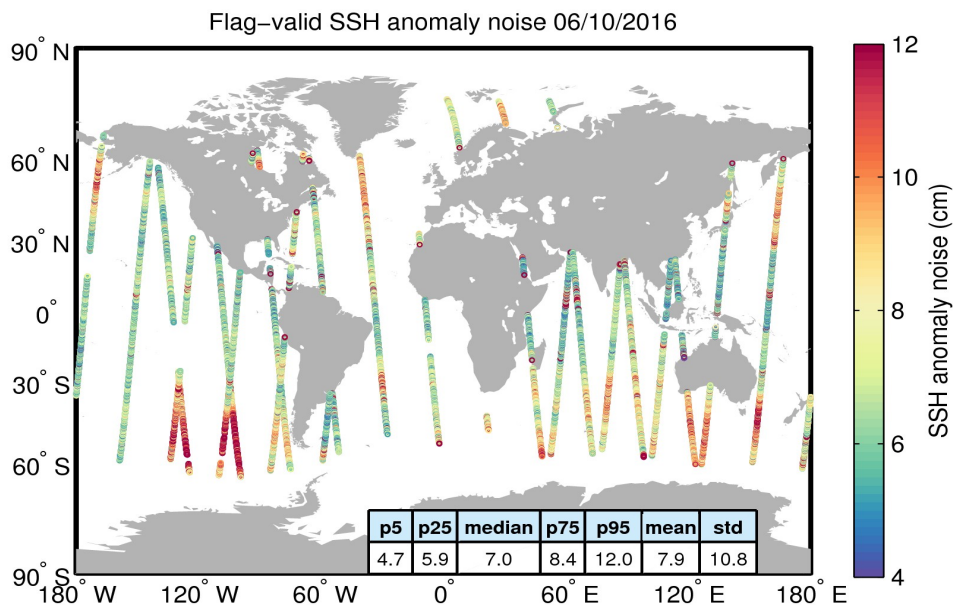 Flag−valid SSH anomaly noise 06/10/2016
90° N
60° N
30° N
0°
30° S
60° S
90° S
180° W
120° W
60° W
0°
60° E
120° E
180° E
p5 p25 median p75 p95 mean std
4.7 5.9 7.0 8.4 12.0 7.9 10.8
12
10
8
6
4
SSH anomaly noise (cm)